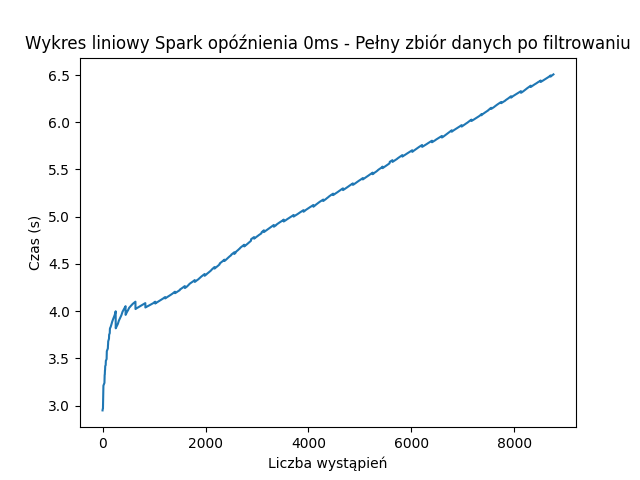 Wykres liniowy Spark opóźnienia 0ms - Pełny zbiór danych po filtrowaniu
6.5
6.0
5.5
5.0
4.5
4.0
3.5
3.0
Czas (s)
0 2000 4000 6000 8000
Liczba wystąpień